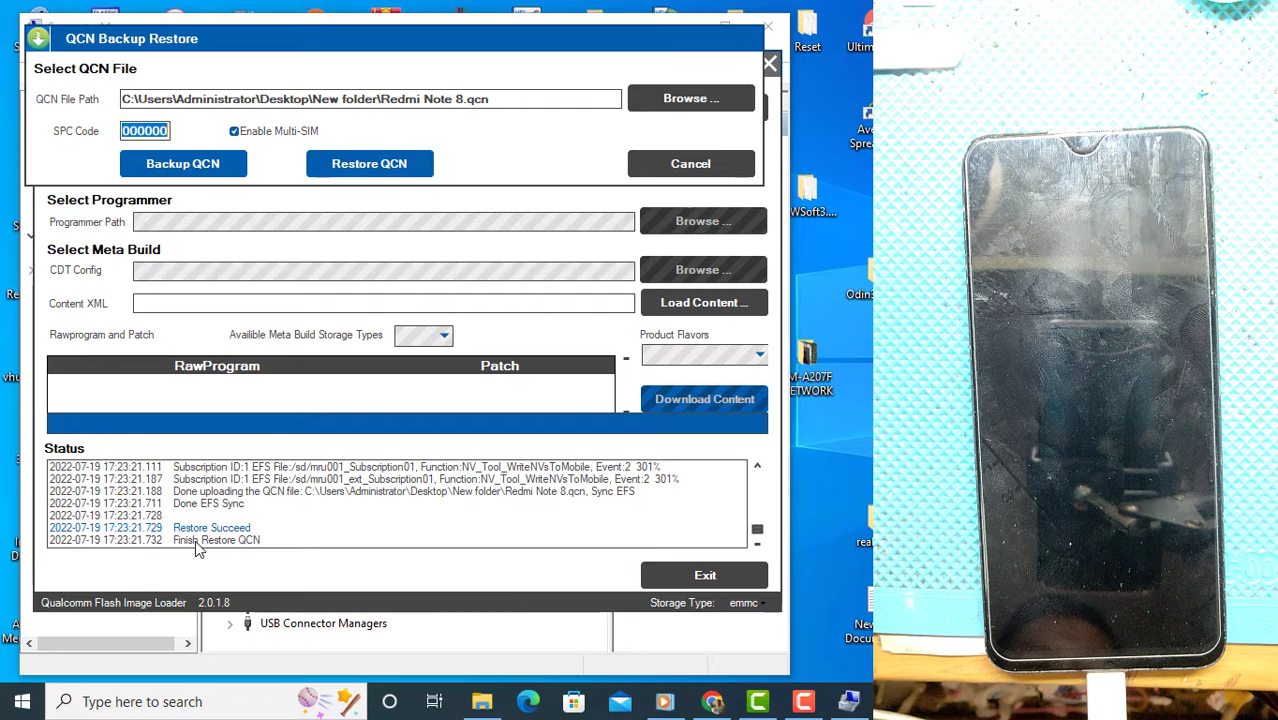 QCN Backup Restore
Select QCN File
QCN File Path
C:\Users\Administrator\Desktop\New folder\Redmi Note 8.qcn
Browse ...
SPC Code
000000
Enable Multi-SIM
Backup QCN
Restore QCN
Cancel
Select Programmer
Programmer Path
Browse ...
Select Meta Build
CDT Config
Browse ...
Content XML
Load Content ...
Rawprogram and Patch
Availible Meta Build Storage Types
Product Flavors
RawProgram
Patch
Download Content
Status
2022-07-19 17:23:21.111 Subscription ID:1 EFS File:/sd/mru001_Subscription01, Function:NV_Tool_WriteNVsToMobile, Event:2 301%
2022-07-19 17:23:21.187 Subscription ID:1 EFS File:/sd/mru001_ext_Subscription01, Function:NV_Tool_WriteNVsToMobile, Event:2 301%
2022-07-19 17:23:21.188 Done uploading the QCN file: C:\Users\Administrator\Desktop\New folder\Redmi Note 8.qcn, Sync EFS
2022-07-19 17:23:21.711 Done EFS Sync
2022-07-19 17:23:21.728
2022-07-19 17:23:21.729 Restore Succeed
2022-07-19 17:23:21.732 Finish Restore QCN
Exit
Qualcomm Flash Image Loader 2.0.1.8
Storage Type: emmc
USB Connector Managers
Reset
WSoft3....
Odin3
M-A207F
NETWORK
Type here to search